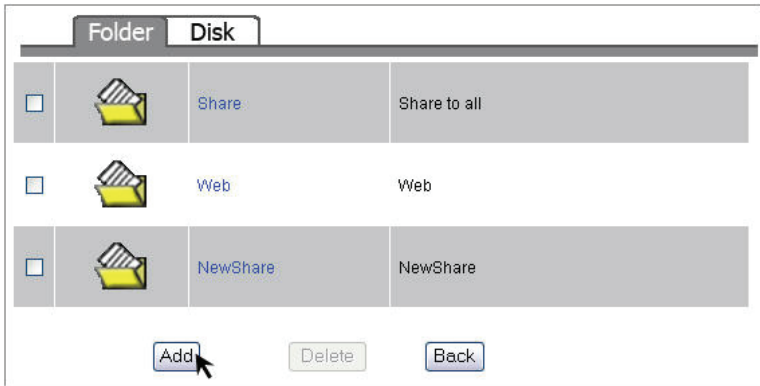 Folder Disk
Share Share to all
Web Web
NewShare NewShare
Add Delete Back